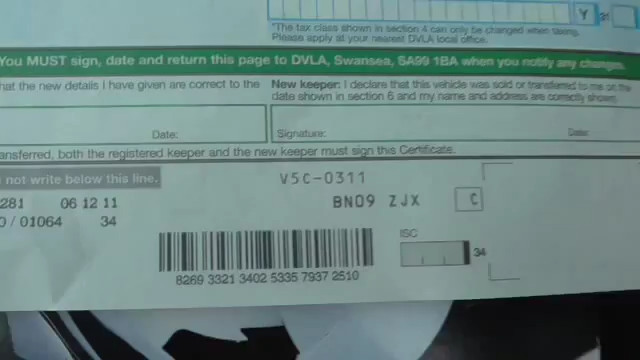 Y 31
*The tax class shown in section 4 can only be changed when taxing.
Please apply at your nearest DVLA local office.
You MUST sign, date and return this page to DVLA, Swansea, SA99 1BA when you notify any changes.
hat the new details I have given are correct to the
New keeper: I declare that this vehicle was sold or transferred to me on the
date shown in section 6 and my name and address are correctly shown.
Date:
Signature: Date:
ansferred, both the registered keeper and the new keeper must sign this Certificate.
not write below this line.
V5C-0311
281 06 12 11
BN09 ZJX C
0 / 01064 34
ISC
34
8269 3321 3402 5335 7937 2510